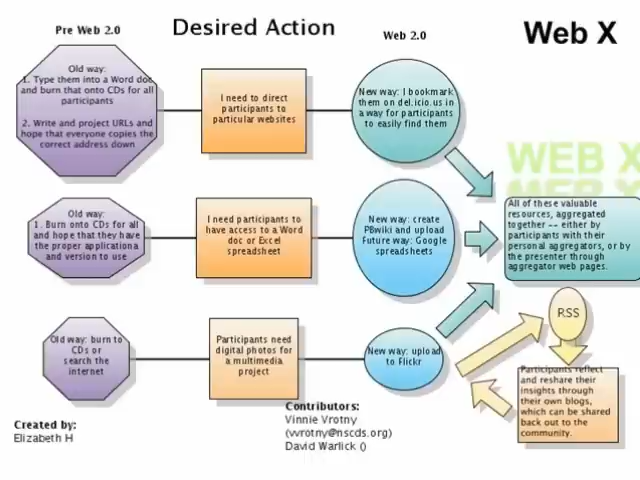 Pre Web 2.0
Desired Action
Web 2.0
Web X
Old way:
1. Type them into a Word doc
and burn that onto CDs for all
participants
2. Write and project URLs and
hope that everyone copies the
correct address down
I need to direct
participants to
particular websites
New way: I bookmark
them on del.icio.us in
a way for participants
to easily find them
WEB X
Old way:
1. Burn onto CDs for all
and hope that they have
the proper applicationa
and version to use
I need participants to
have access to a Word
doc or Excel
spreadsheet
New way: create
PBwiki and upload
Future way: Google
spreadsheets
All of these valuable
resources, aggregated
together -- either by
participants with their
personal aggregators, or by
the presenter through
aggregator web pages.
Old way: burn to
CDs or
search the
internet
Participants need
digital photos for
a multimedia
project
New way: upload
to Flickr
RSS
Participants reflect
and reshare their
insights through
their own blogs,
which can be shared
back out to the
community.
Created by:
Elizabeth H
Contributors:
Vinnie Vrotny
(vvrotny@nscds.org)
David Warlick ()